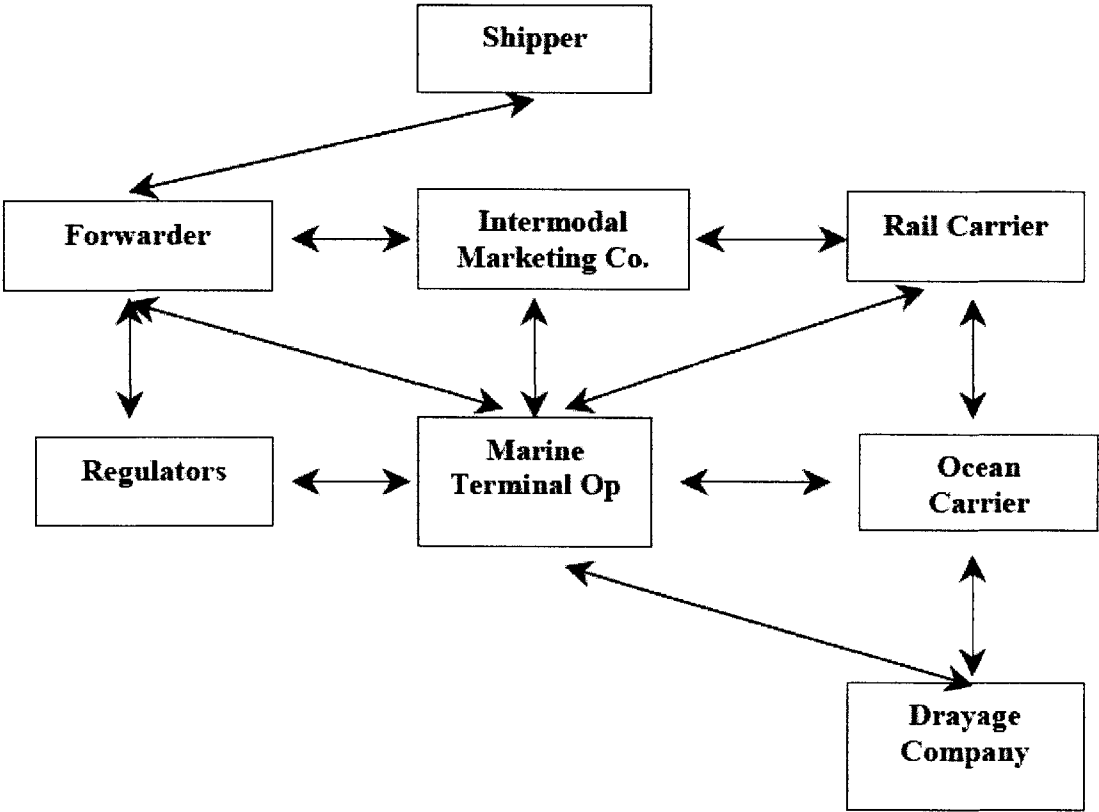 Shipper
Forwarder
Intermodal
Marketing Co.
Rail Carrier
Regulators
Marine
Terminal Op
Ocean
Carrier
Drayage
Company